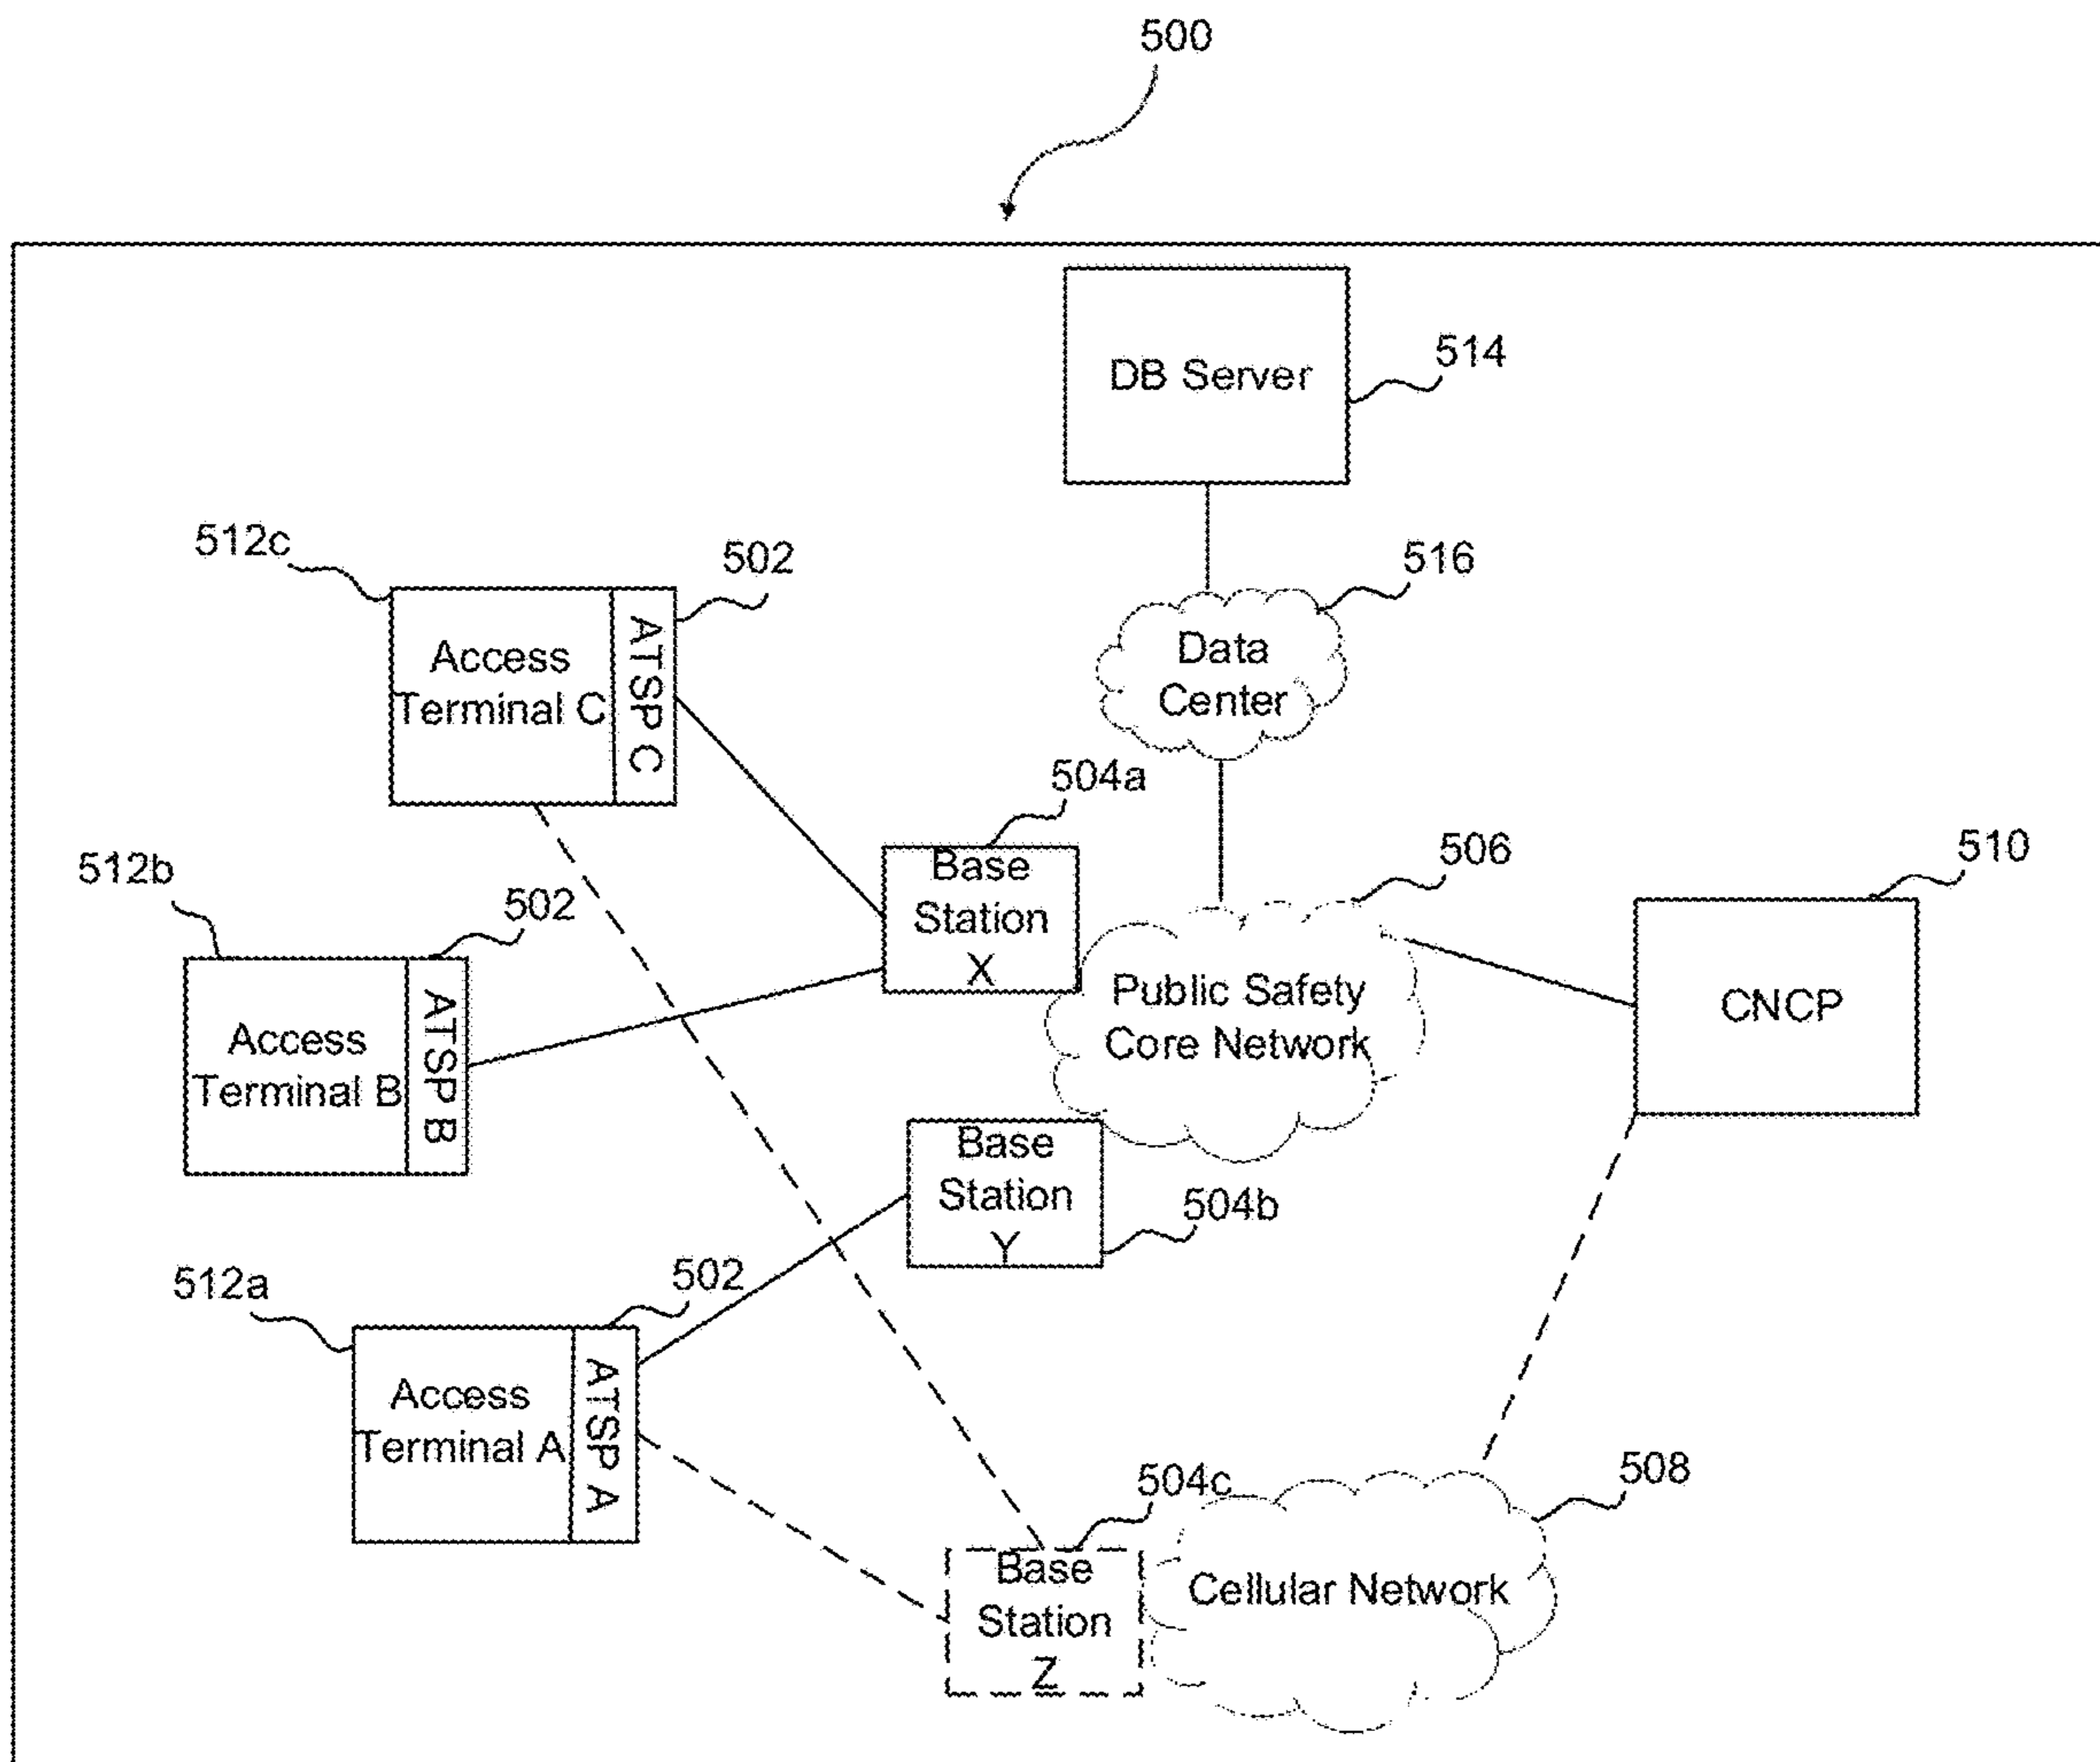 500
DB Server
514
512c
502
516
Access
Terminal C
ATSP C
Data
Center
504a
512b
502
Base
Station
X
506
510
Access
Terminal B
ATSP B
Public Safety
Core Network
CNCP
Base
Station
Y
504b
512a
502
Access
Terminal A
ATSP A
504c
508
Base
Station
Z
Cellular Network